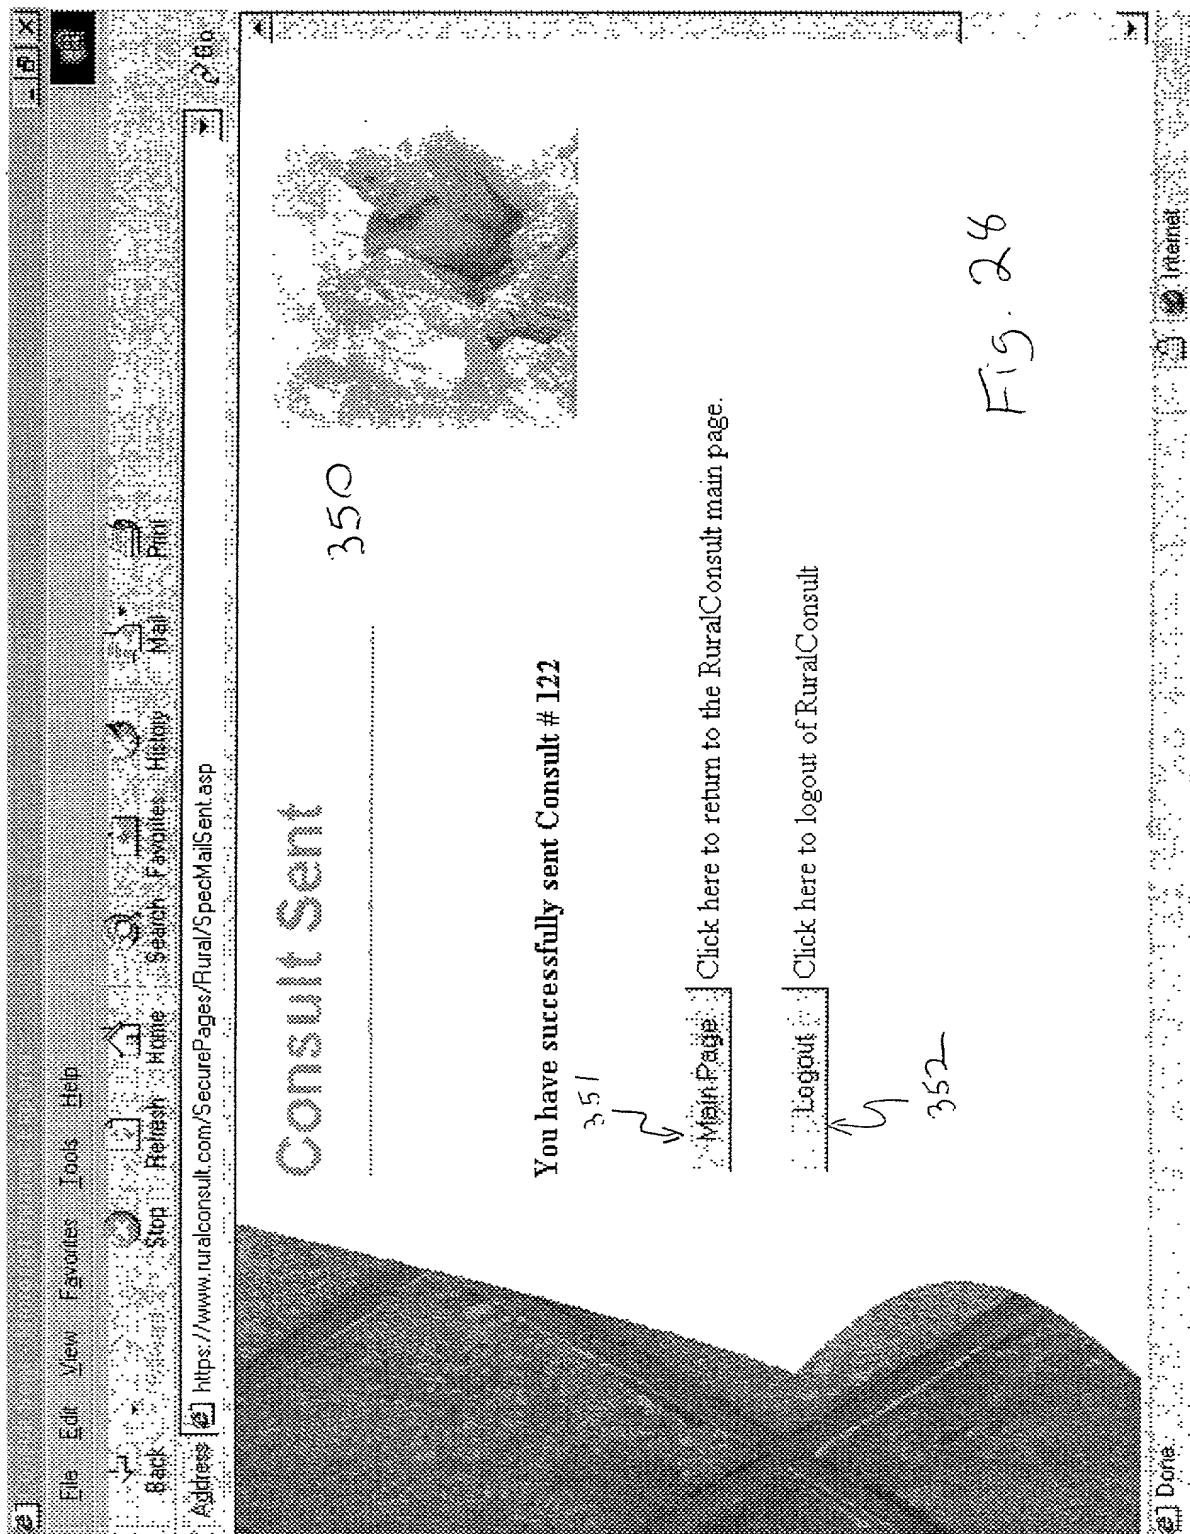 File Edit View Favorites Tools Help
Back Stop Refresh Home Search Favorites History Mail Print
Address https://www.ruralconsult.com/SecurePages/Rural/SpecMailSent.asp Go
Consult Sent
350
You have successfully sent Consult # 122
351
Main Page Click here to return to the RuralConsult main page.
Logout Click here to logout of RuralConsult
352
Fig. 28
Done Internet